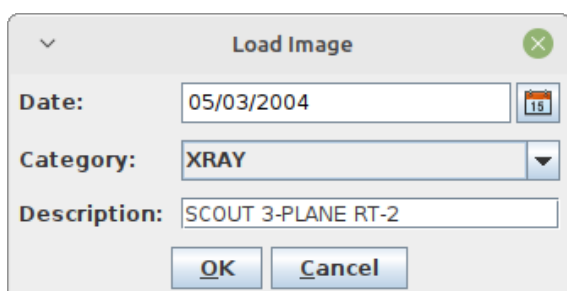 Load Image
Date: 05/03/2004 15
Category: XRAY
Description: SCOUT 3-PLANE RT-2
OK Cancel